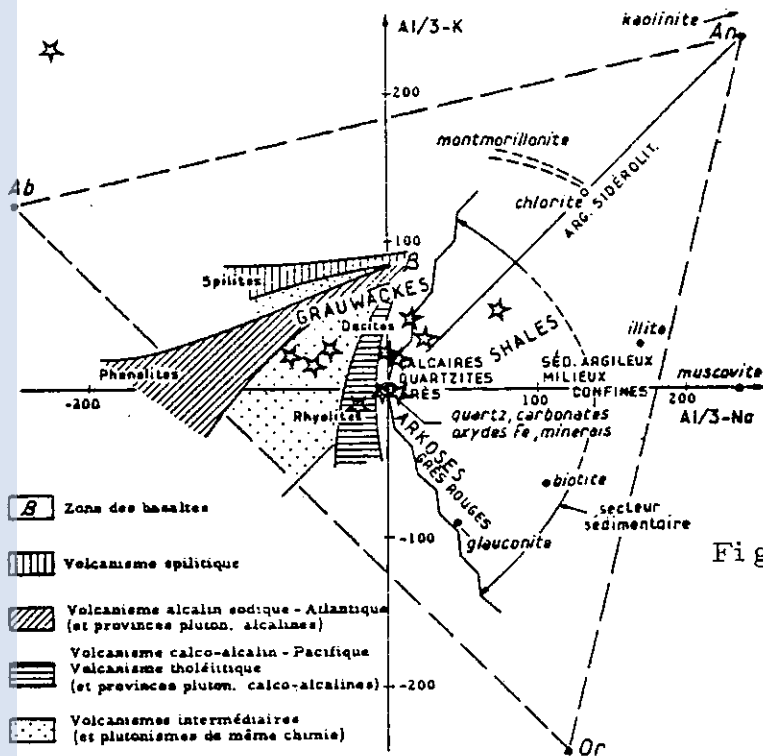 kaolinite
Al/3-K
An
200
montmorillonite
chlorite
ARG. SIDÉROLIT.
Ab
100
β
Spilites
GRAUWACKES
Dacites
SHALES
illite
Phonolites
CALCAIRES
QUARTZITES
GRÈS
SÉD. ARGILEUX
MILIEUX
CONFINÉS
muscovite
-200
100
200
Al/3-Na
Rhyolites
quartz, carbonates
oxydes Fe, minerais
ARKOSES
GRÈS ROUGES
biotite
secteur
sédimentaire
-100
glauconite
Fig
β Zone des basaltes
Volcanisme spilitique
Volcanisme alcalin sodique - Atlantique
(et provinces pluton. alcalines)
Volcanisme calco-alcalin - Pacifique
Volcanisme tholéiitique
(et provinces pluton. calco-alcalines)
-200
Volcanismes intermédiaires
(et plutonismes de même chimie)
Or